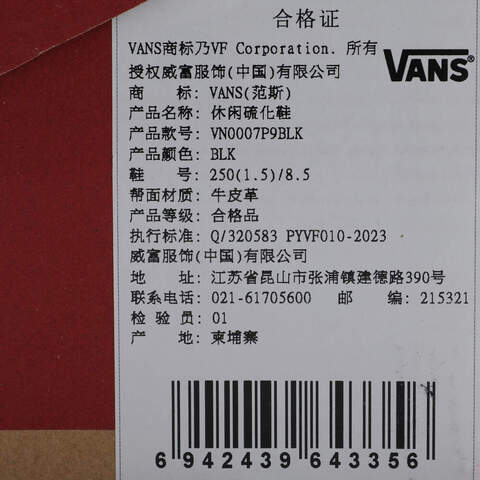 合格证
VANS商标乃VF Corporation. 所有
授权威富服饰(中国)有限公司
VANS
商 标: VANS(范斯)
产品名称: 休闲硫化鞋
产品款号: VN0007P9BLK
产品颜色: BLK
鞋 号: 250(1.5)/8.5
帮面材质: 牛皮革
产品等级: 合格品
执行标准: Q/320583 PYVF010-2023
威富服饰(中国)有限公司
地 址: 江苏省昆山市张浦镇建德路390号
联系电话: 021-61705600 邮 编: 215321
检 验 员: 01
产 地: 柬埔寨
6 942439 643356